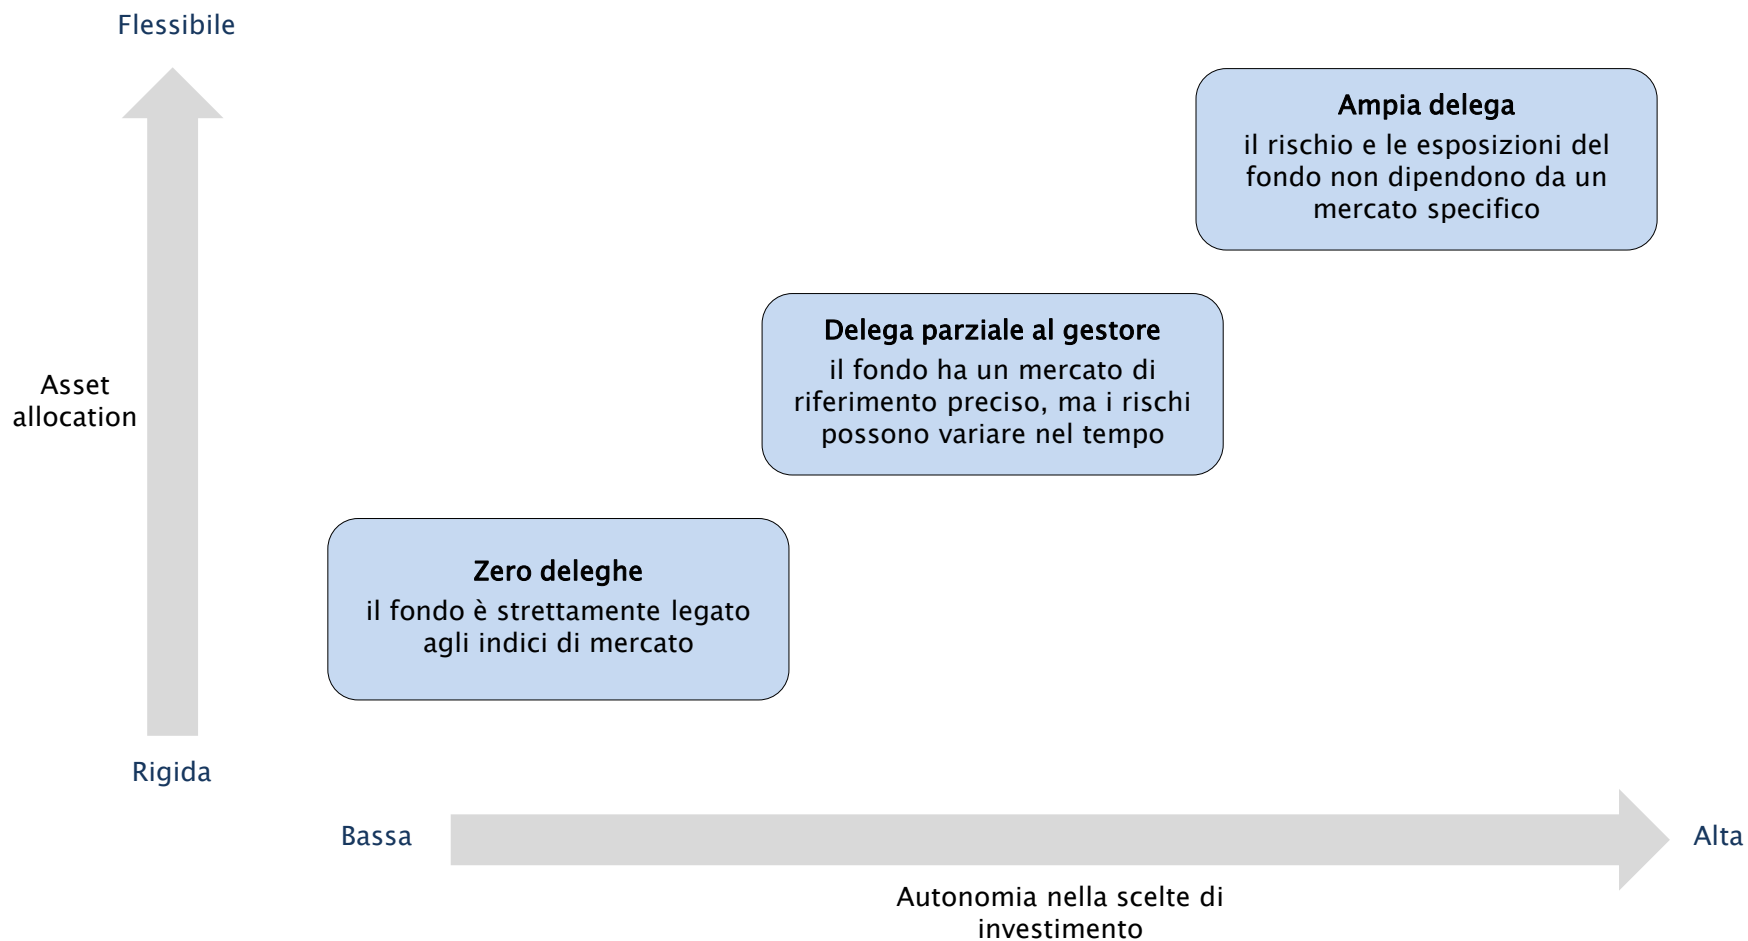 Flessibile
Ampia delega
il rischio e le esposizioni del
fondo non dipendono da un
mercato specifico
Delega parziale al gestore
il fondo ha un mercato di
riferimento preciso, ma i rischi
possono variare nel tempo
Asset
allocation
Zero deleghe
il fondo è strettamente legato
agli indici di mercato
Rigida
Bassa
Alta
Autonomia nella scelte di
investimento